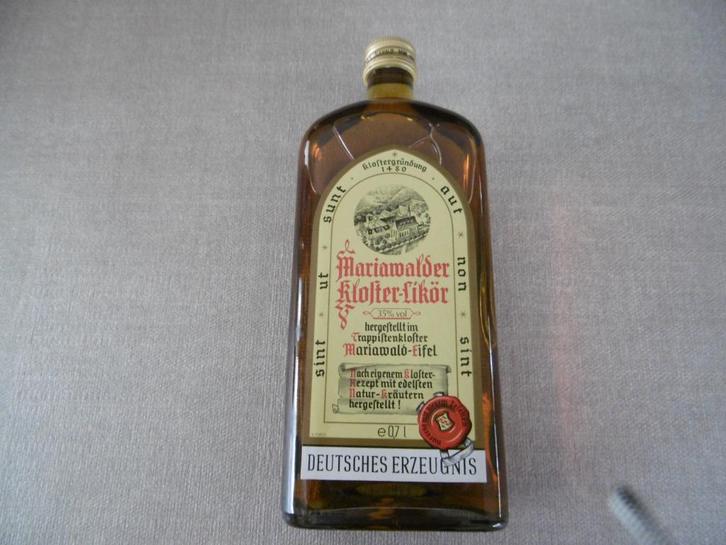 Klostergründung
1480
sint ut sunt
aut non sint
Mariawalder
Kloster-Likör
35% vol
hergestellt im
Trappistenkloster
Mariawald-Eifel
Nach eigenem Kloster-
Rezept mit edelsten
Natur-Kräutern
hergestellt!
e 0,7 l
DEUTSCHES ERZEUGNIS